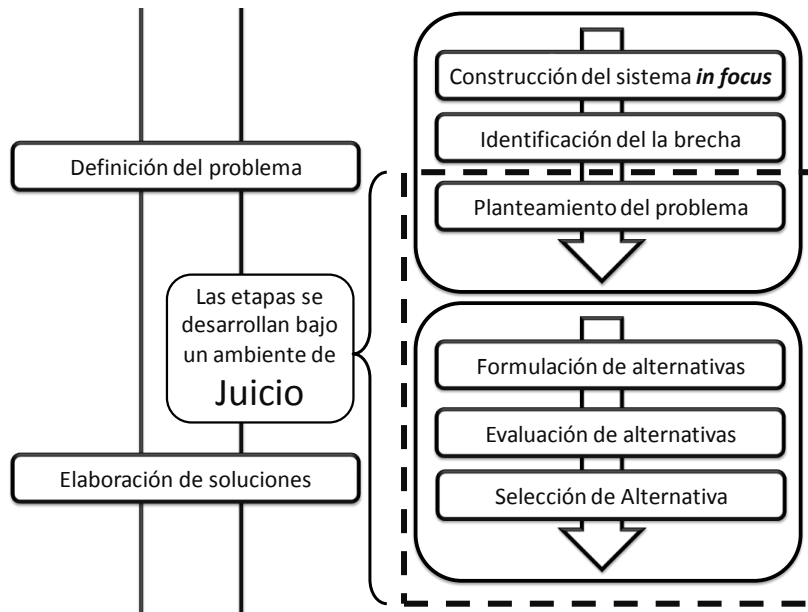 Construcción del sistema in focus
Identificación del la brecha
Definición del problema
Planteamiento del problema
Las etapas se
desarrollan bajo
un ambiente de
Juicio
Formulación de alternativas
Evaluación de alternativas
Elaboración de soluciones
Selección de Alternativa